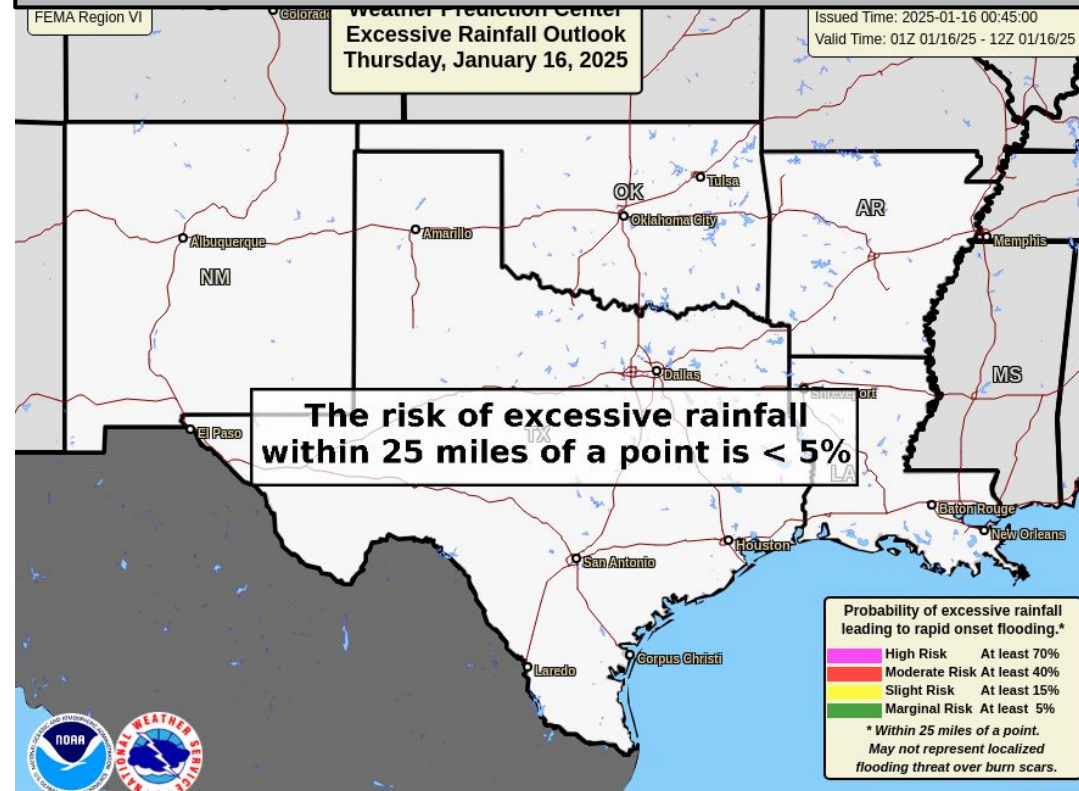 FEMA Region VI
Weather Prediction Center
Excessive Rainfall Outlook
Thursday, January 16, 2025
Issued Time: 2025-01-16 00:45:00
Valid Time: 01Z 01/16/25 - 12Z 01/16/25
Tulsa
OK
AR
Oklahoma City
Amarillo
Albuquerque
Memphis
NM
Dallas
MS
Shreveport
The risk of excessive rainfall
El Paso
TX
within 25 miles of a point is < 5%
LA
Baton Rouge
New Orleans
Houston
San Antonio
Corpus Christi
Laredo
Probability of excessive rainfall
leading to rapid onset flooding.*
High Risk At least 70%
Moderate Risk At least 40%
Slight Risk At least 15%
Marginal Risk At least 5%
* Within 25 miles of a point.
May not represent localized
flooding threat over burn scars.
NOAA
NATIONAL WEATHER SERVICE